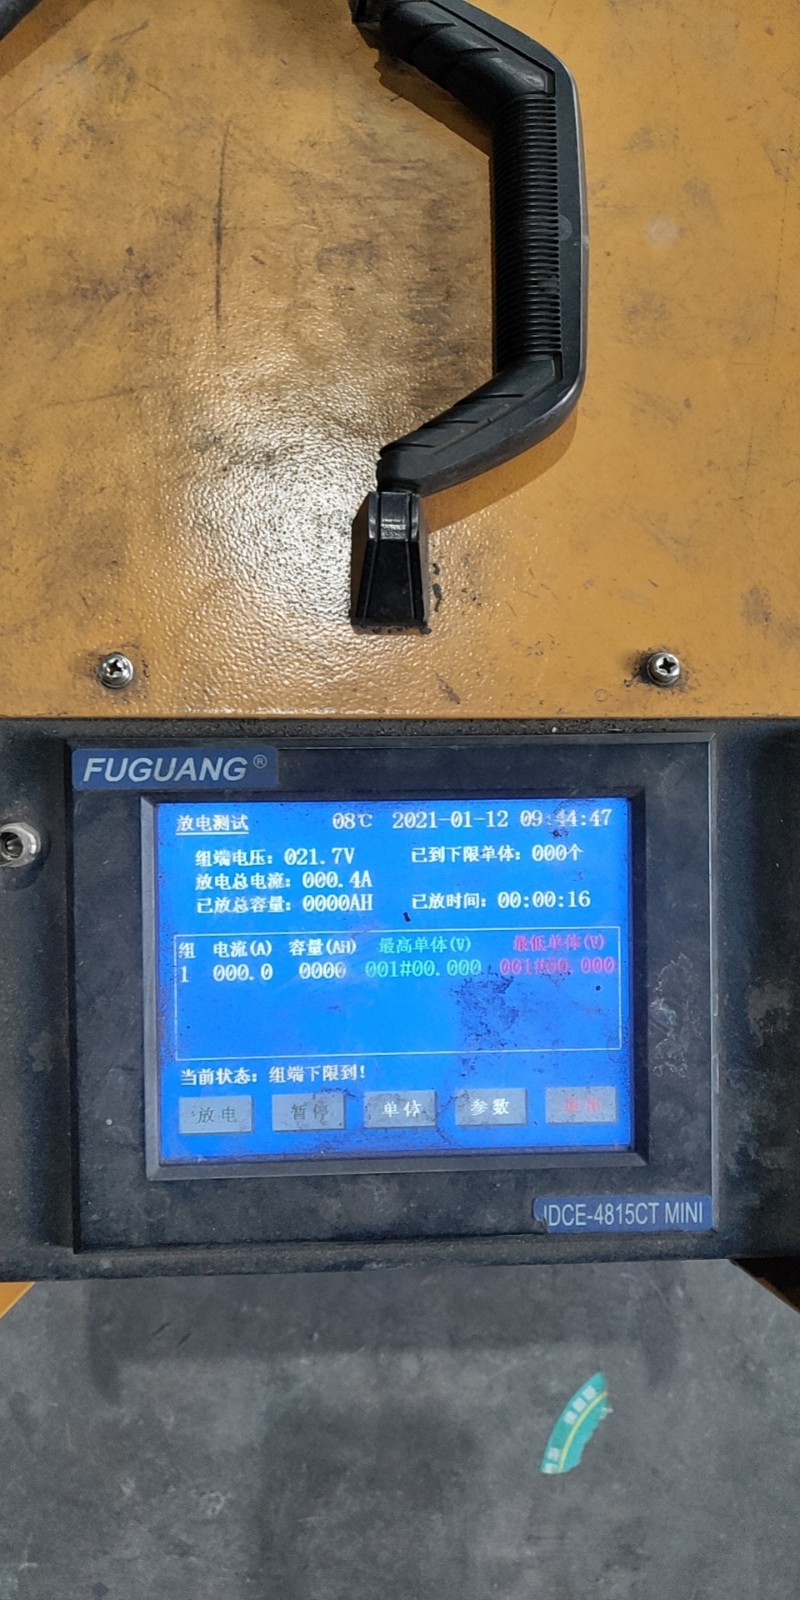 FUGUANG®
放电测试 08℃ 2021-01-12 09:44:47
组端电压：021.7V 已到下限单体：000个
放电总电流：000.4A
已放总容量：0000AH 已放时间：00:00:16
组 电流(A) 容量(AH) 最高单体(V) 最低单体(V)
1 000.0 0000 001#00.000 001#00.000
当前状态：组端下限到！
放电 暂停 单体 参数
IDCE-4815CT MINI